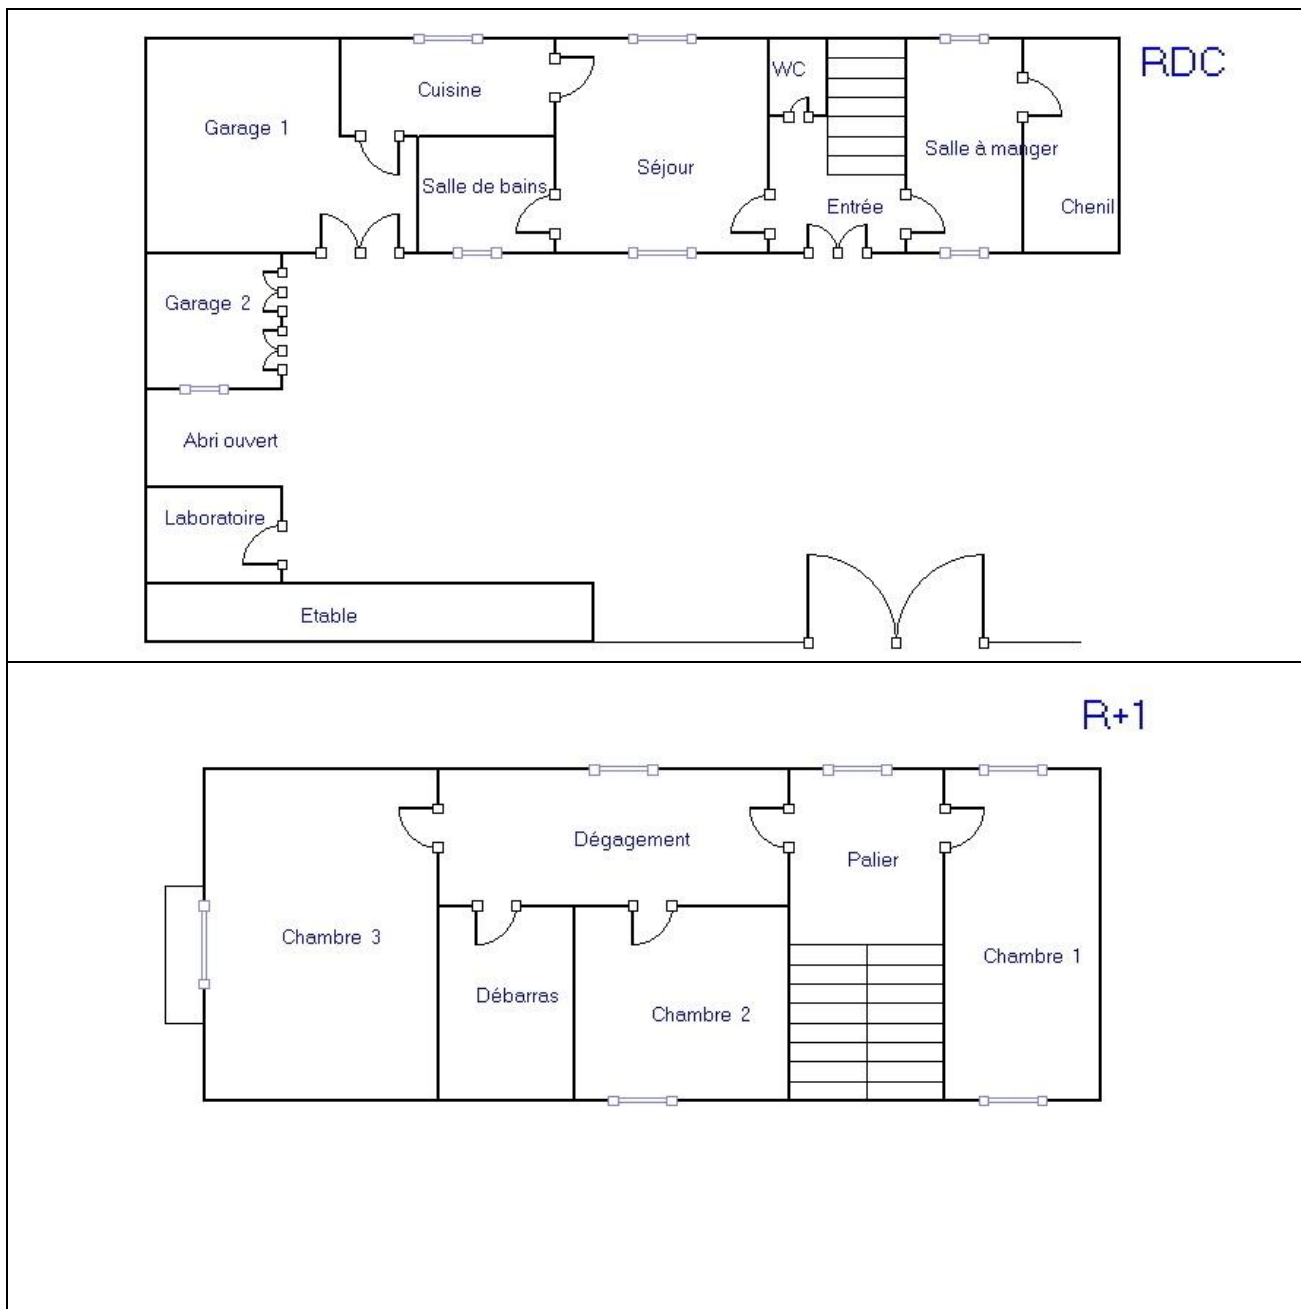 RDC
WC
Cuisine
Garage 1
Salle à manger
Séjour
Salle de bains
Entrée
Chenil
Garage 2
Abri ouvert
Laboratoire
Etable
R+1
Dégagement
Palier
Chambre 3
Chambre 1
Débarras
Chambre 2